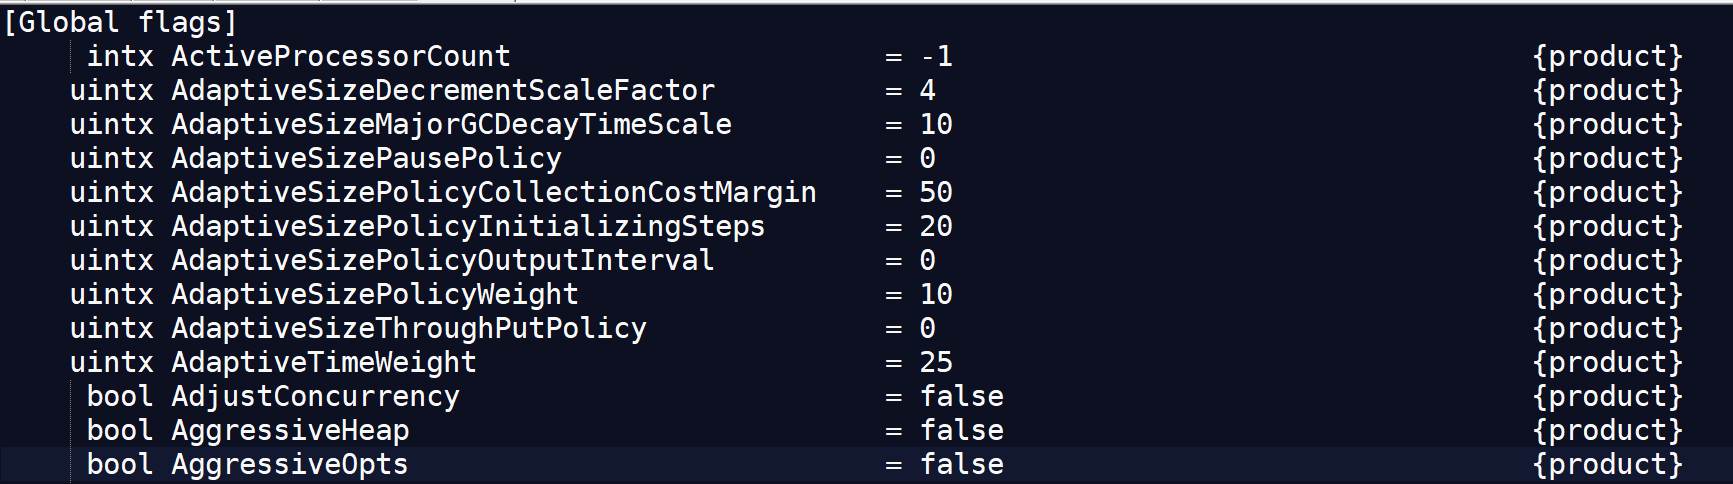 [Global flags]
intx ActiveProcessorCount = -1 {product}
uintx AdaptiveSizeDecrementScaleFactor = 4 {product}
uintx AdaptiveSizeMajorGCDecayTimeScale = 10 {product}
uintx AdaptiveSizePausePolicy = 0 {product}
uintx AdaptiveSizePolicyCollectionCostMargin = 50 {product}
uintx AdaptiveSizePolicyInitializingSteps = 20 {product}
uintx AdaptiveSizePolicyOutputInterval = 0 {product}
uintx AdaptiveSizePolicyWeight = 10 {product}
uintx AdaptiveSizeThroughPutPolicy = 0 {product}
uintx AdaptiveTimeWeight = 25 {product}
bool AdjustConcurrency = false {product}
bool AggressiveHeap = false {product}
bool AggressiveOpts = false {product}